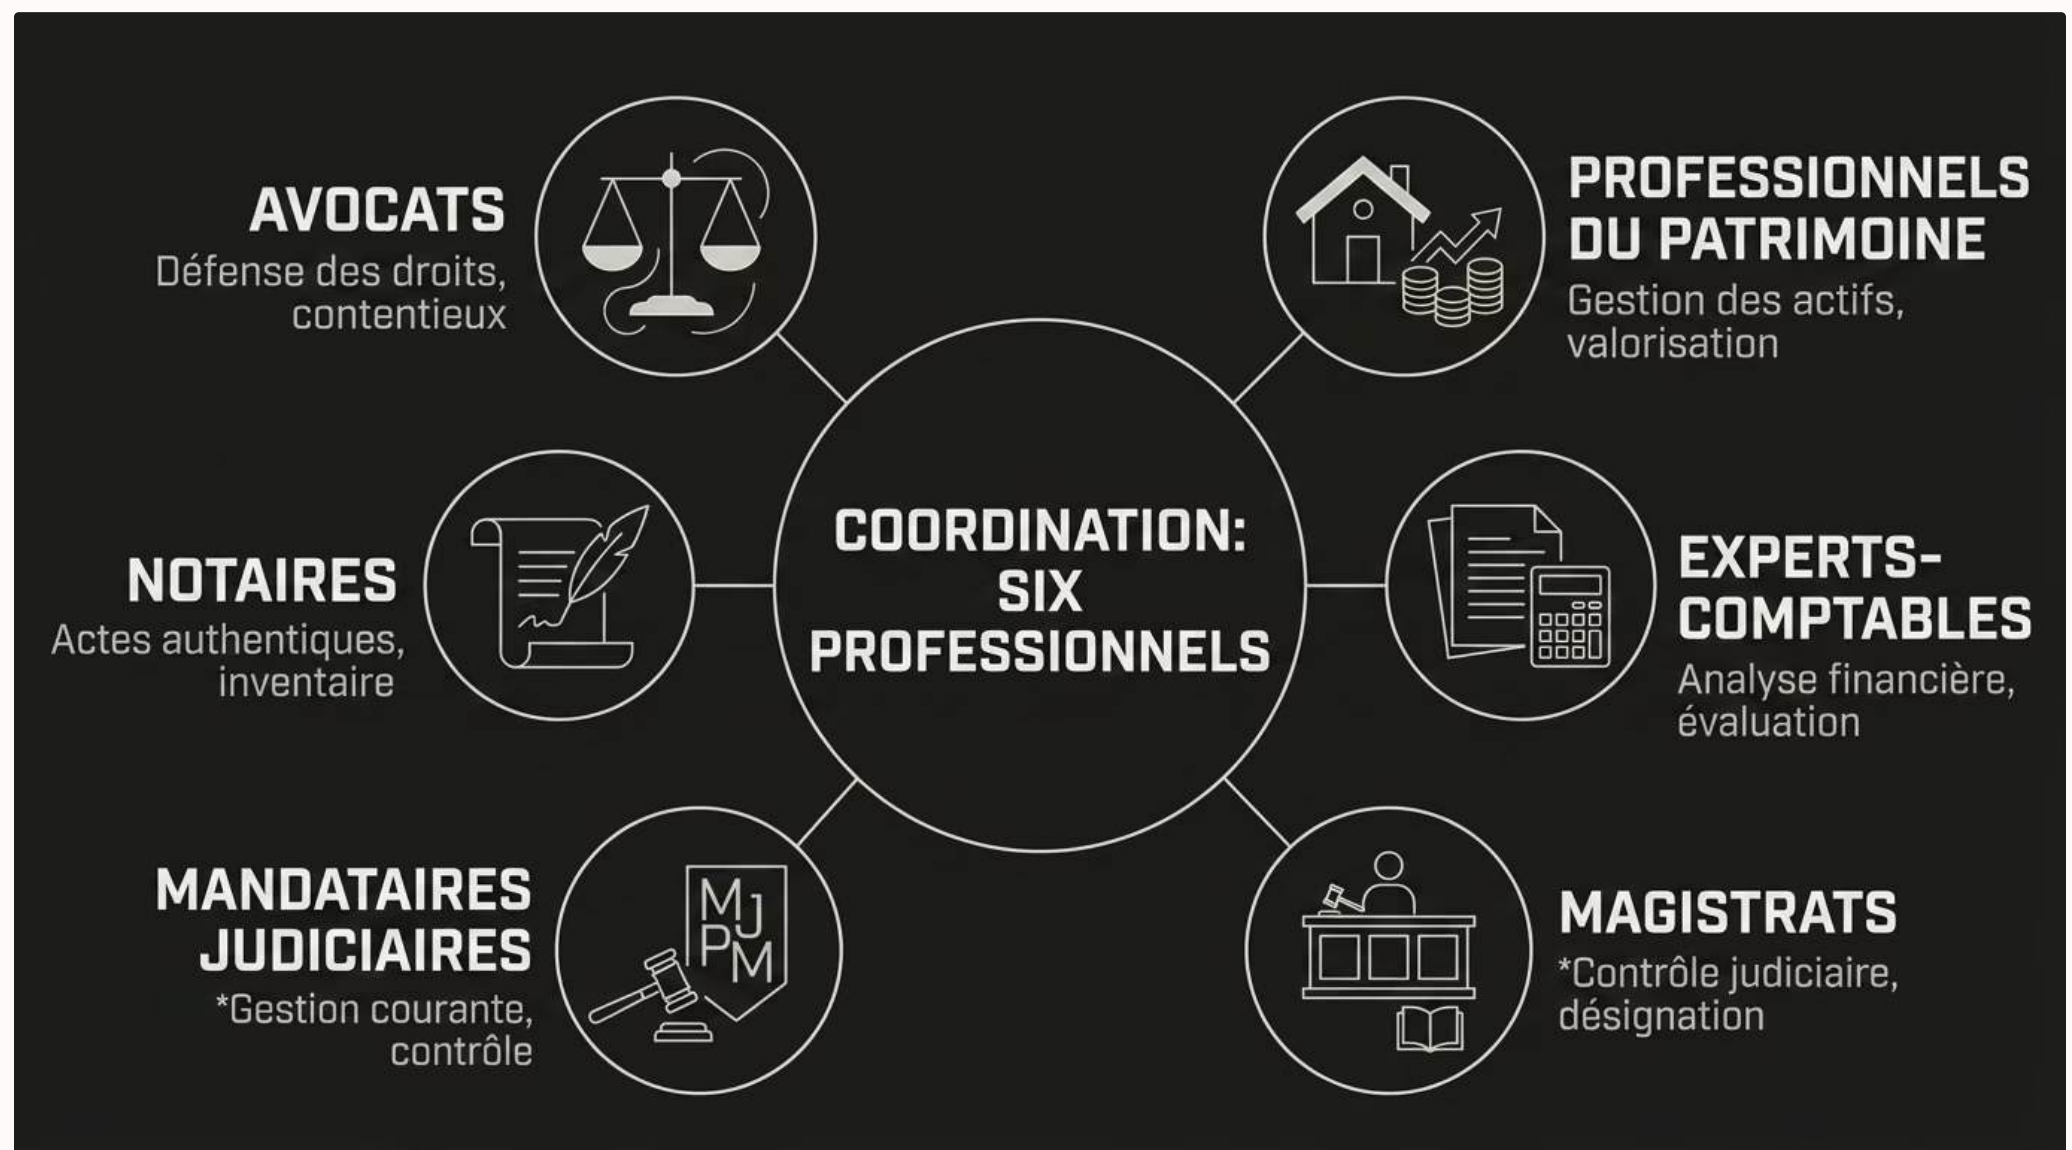 AVOCATS
Défense des droits,
contentieux
PROFESSIONNELS
DU PATRIMOINE
Gestion des actifs,
valorisation
COORDINATION:
SIX
PROFESSIONNELS
NOTAIRES
Actes authentiques,
inventaire
EXPERTS-
COMPTABLES
Analyse financière,
évaluation
MANDATAIRES
JUDICIAIRES
*Gestion courante,
contrôle
MJ
PM
MAGISTRATS
*Contrôle judiciaire,
désignation